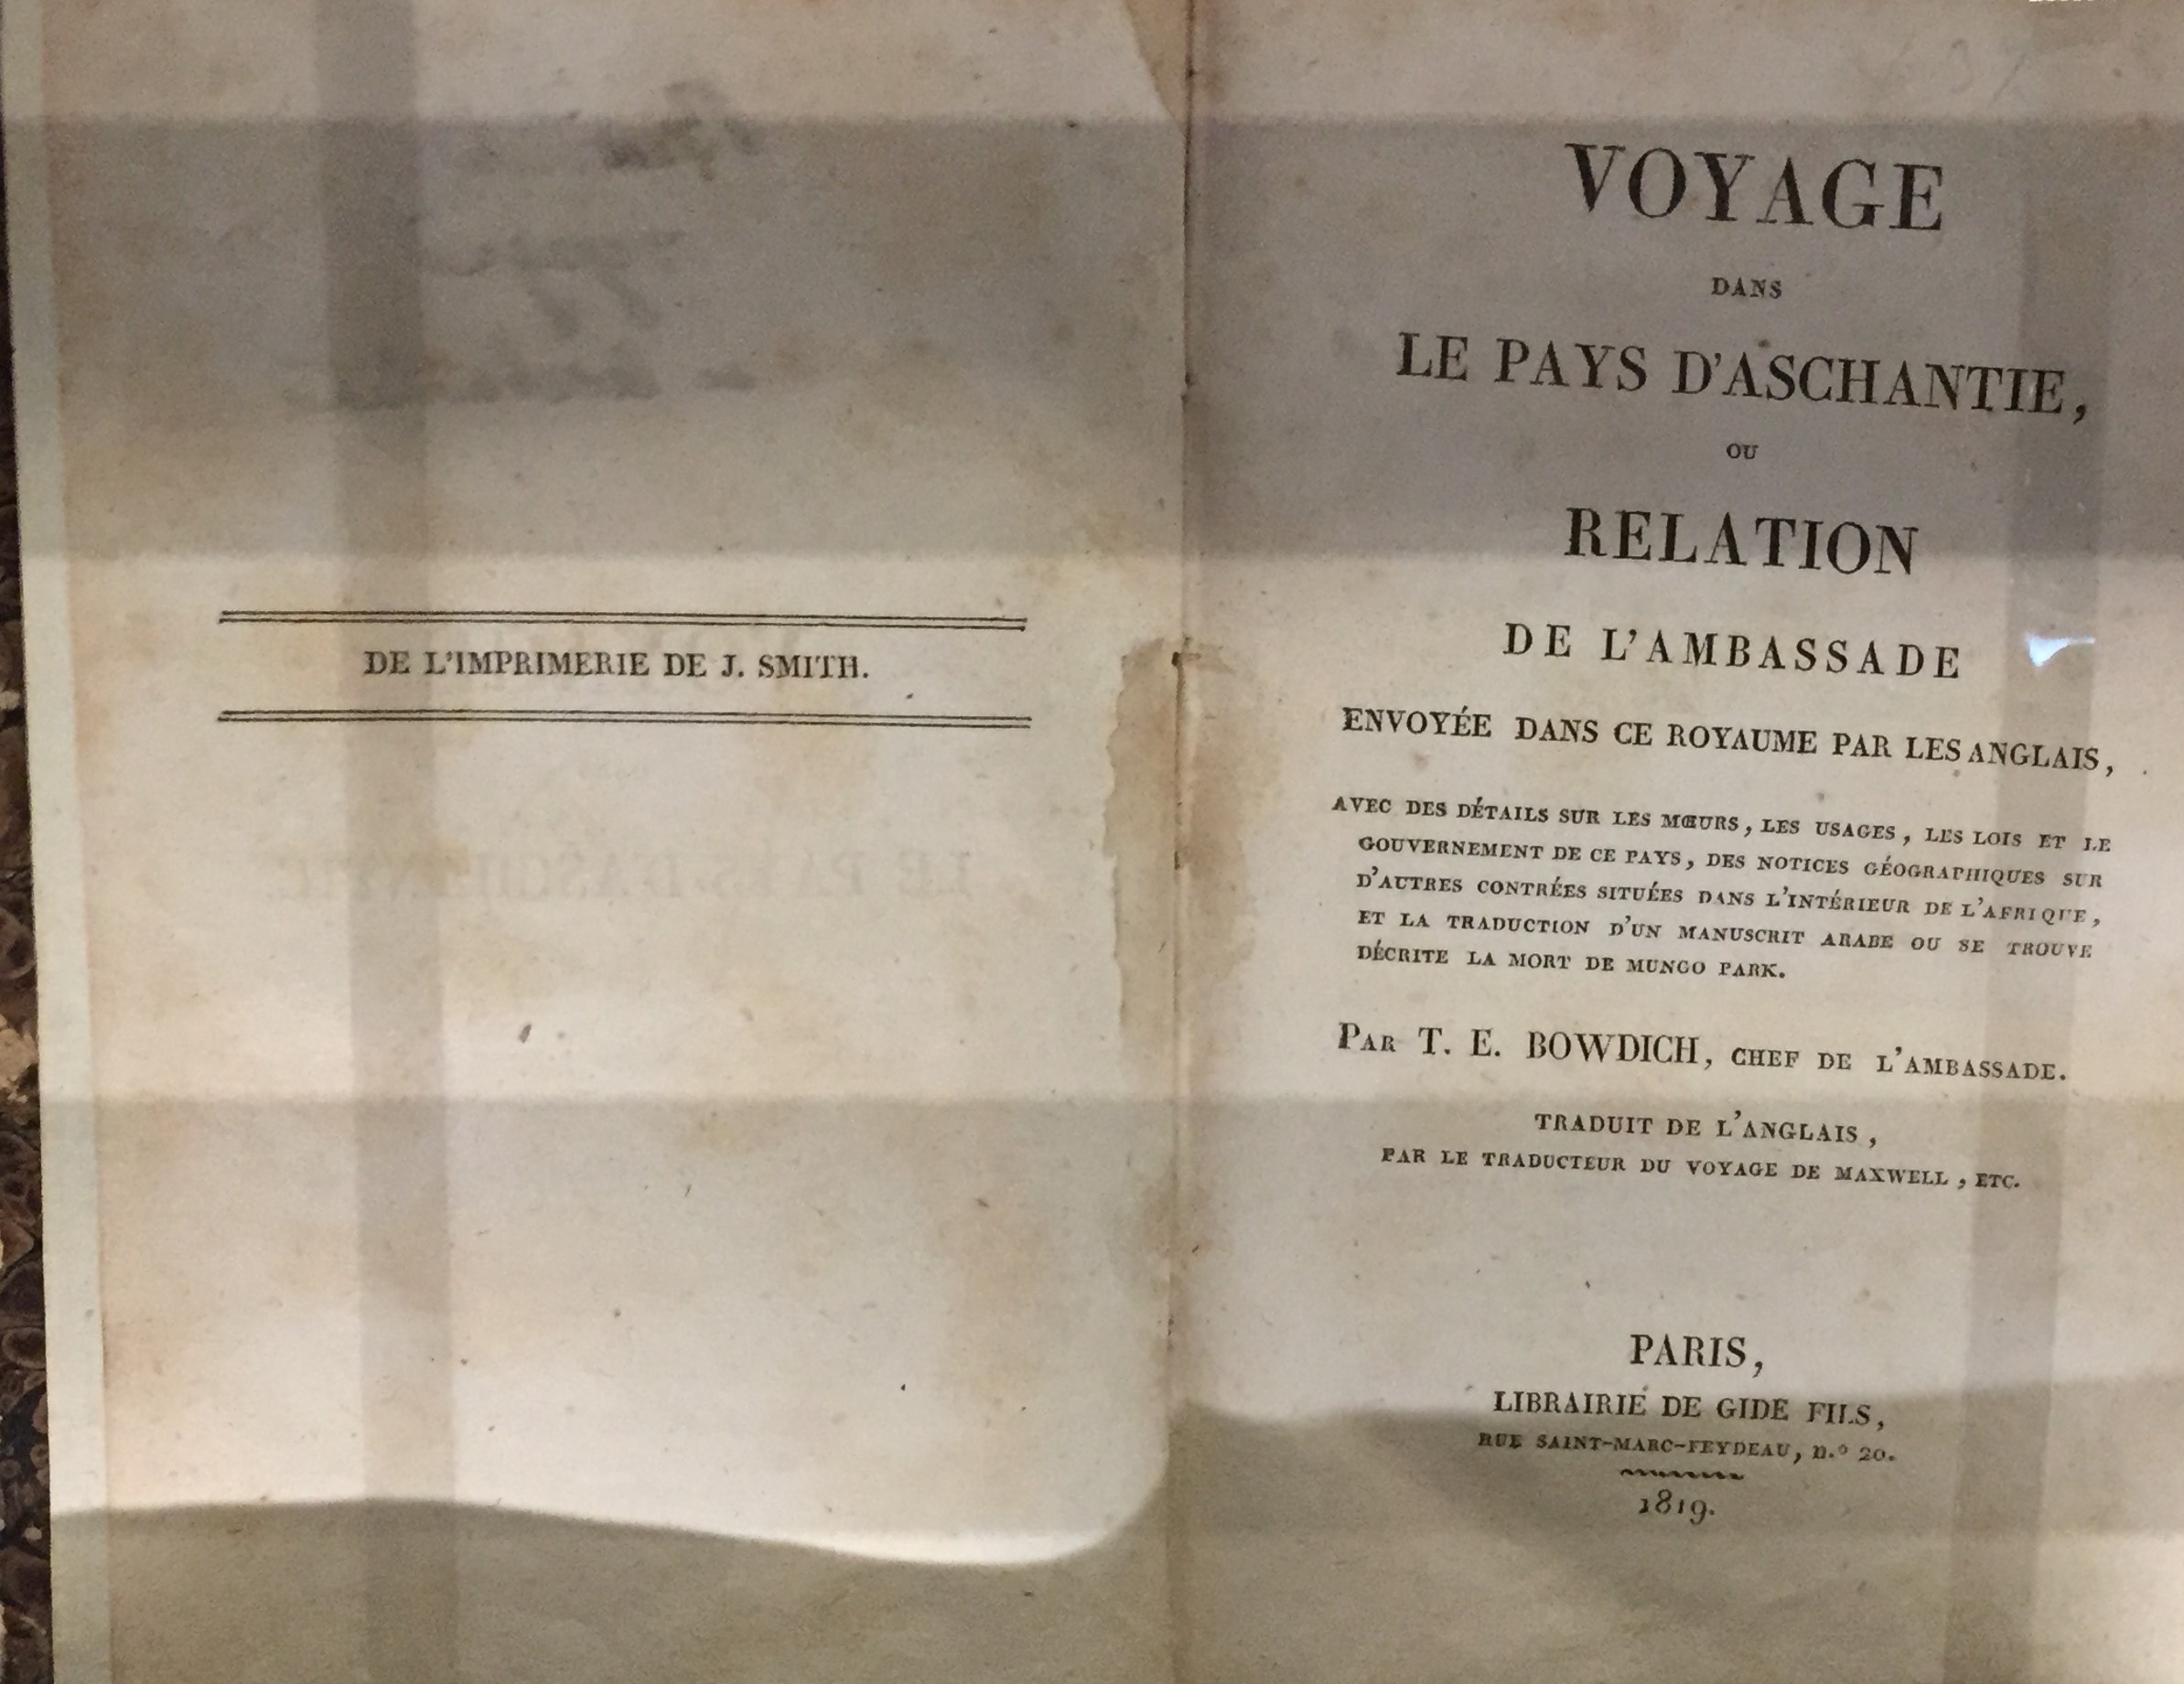 DE L'IMPRIMERIE DE J. SMITH.
VOYAGE
DANS
LE PAYS D'ASCHANTIE,
OU
RELATION
DE L'AMBASSADE
ENVOYÉE DANS CE ROYAUME PAR LES ANGLAIS,
AVEC DES DÉTAILS SUR LES MŒURS, LES USAGES, LES LOIS ET LE
GOUVERNEMENT DE CE PAYS, DES NOTICES GÉOGRAPHIQUES SUR
D'AUTRES CONTRÉES SITUÉES DANS L'INTÉRIEUR DE L'AFRIQUE,
ET LA TRADUCTION D'UN MANUSCRIT ARABE OU SE TROUVE
DÉCRITE LA MORT DE MUNGO PARK.
PAR T. E. BOWDICH, CHEF DE L'AMBASSADE.
TRADUIT DE L'ANGLAIS,
PAR LE TRADUCTEUR DU VOYAGE DE MAXWELL, ETC.
PARIS,
LIBRAIRIE DE GIDE FILS,
RUE SAINT-MARC-FEYDEAU, n.º 20.
1819.